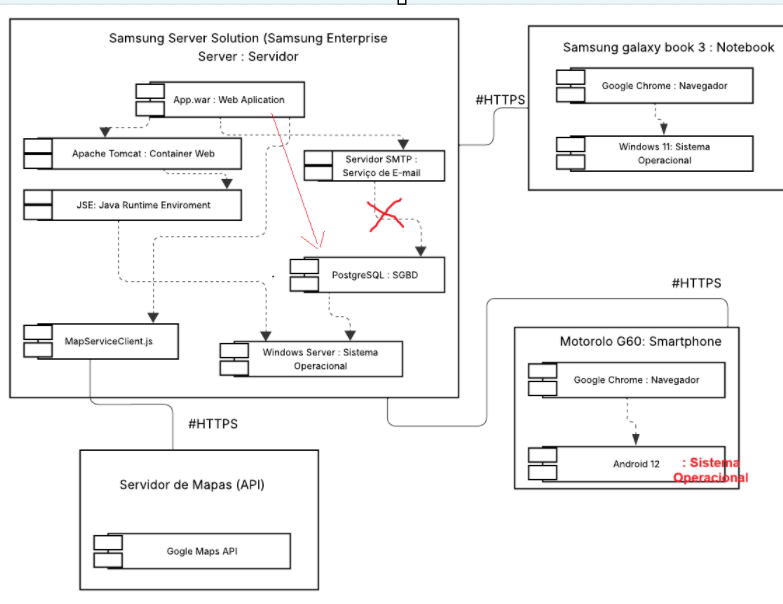 Samsung Server Solution (Samsung Enterprise
Server : Servidor
App.war : Web Aplication
Apache Tomcat : Container Web
Servidor SMTP :
Serviço de E-mail
JSE: Java Runtime Enviroment
PostgreSQL : SGBD
MapServiceClient.js
Windows Server : Sistema
Operacional
#HTTPS
Samsung galaxy book 3 : Notebook
Google Chrome : Navegador
Windows 11: Sistema
Operacional
#HTTPS
Motorolo G60: Smartphone
Google Chrome : Navegador
Android 12
: Sistema
Operacional
#HTTPS
Servidor de Mapas (API)
Gogle Maps API